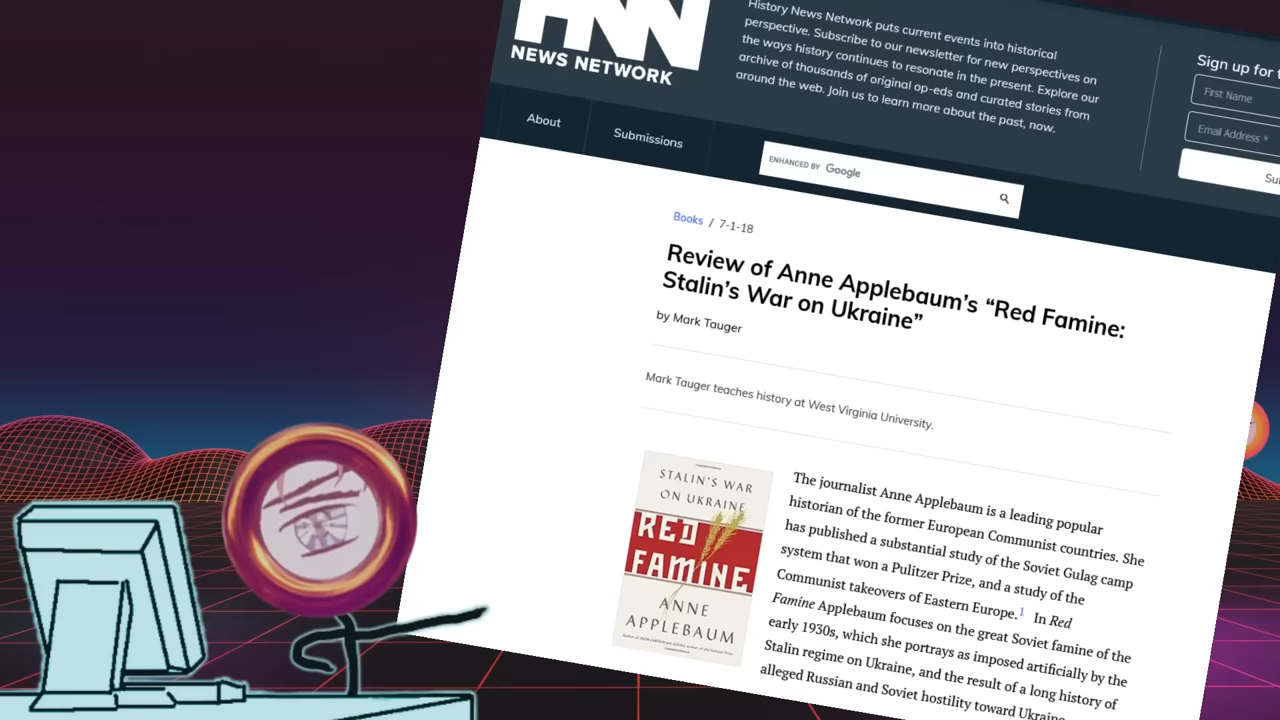 HNN
NEWS NETWORK
History News Network puts current events into historical
perspective. Subscribe to our newsletter for new perspectives on
the ways history continues to resonate in the present. Explore our
archive of thousands of original op-eds and curated stories from
around the web. Join us to learn more about the past, now.
Sign up for
First Name
Email Address *
About
Submissions
ENHANCED BY Google
Books / 7-1-18
Review of Anne Applebaum's “Red Famine:
Stalin's War on Ukraine”
by Mark Tauger
Mark Tauger teaches history at West Virginia University.
STALIN'S WAR
ON UKRAINE
RED
FAMINE
ANNE
APPLEBAUM
The journalist Anne Applebaum is a leading popular
historian of the former European Communist countries. She
has published a substantial study of the Soviet Gulag camp
system that won a Pulitzer Prize, and a study of the
Communist takeovers of Eastern Europe.1 In Red
Famine Applebaum focuses on the great Soviet famine of the
early 1930s, which she portrays as imposed artificially by the
Stalin regime on Ukraine, and the result of a long history of
alleged Russian and Soviet hostility toward Ukraine